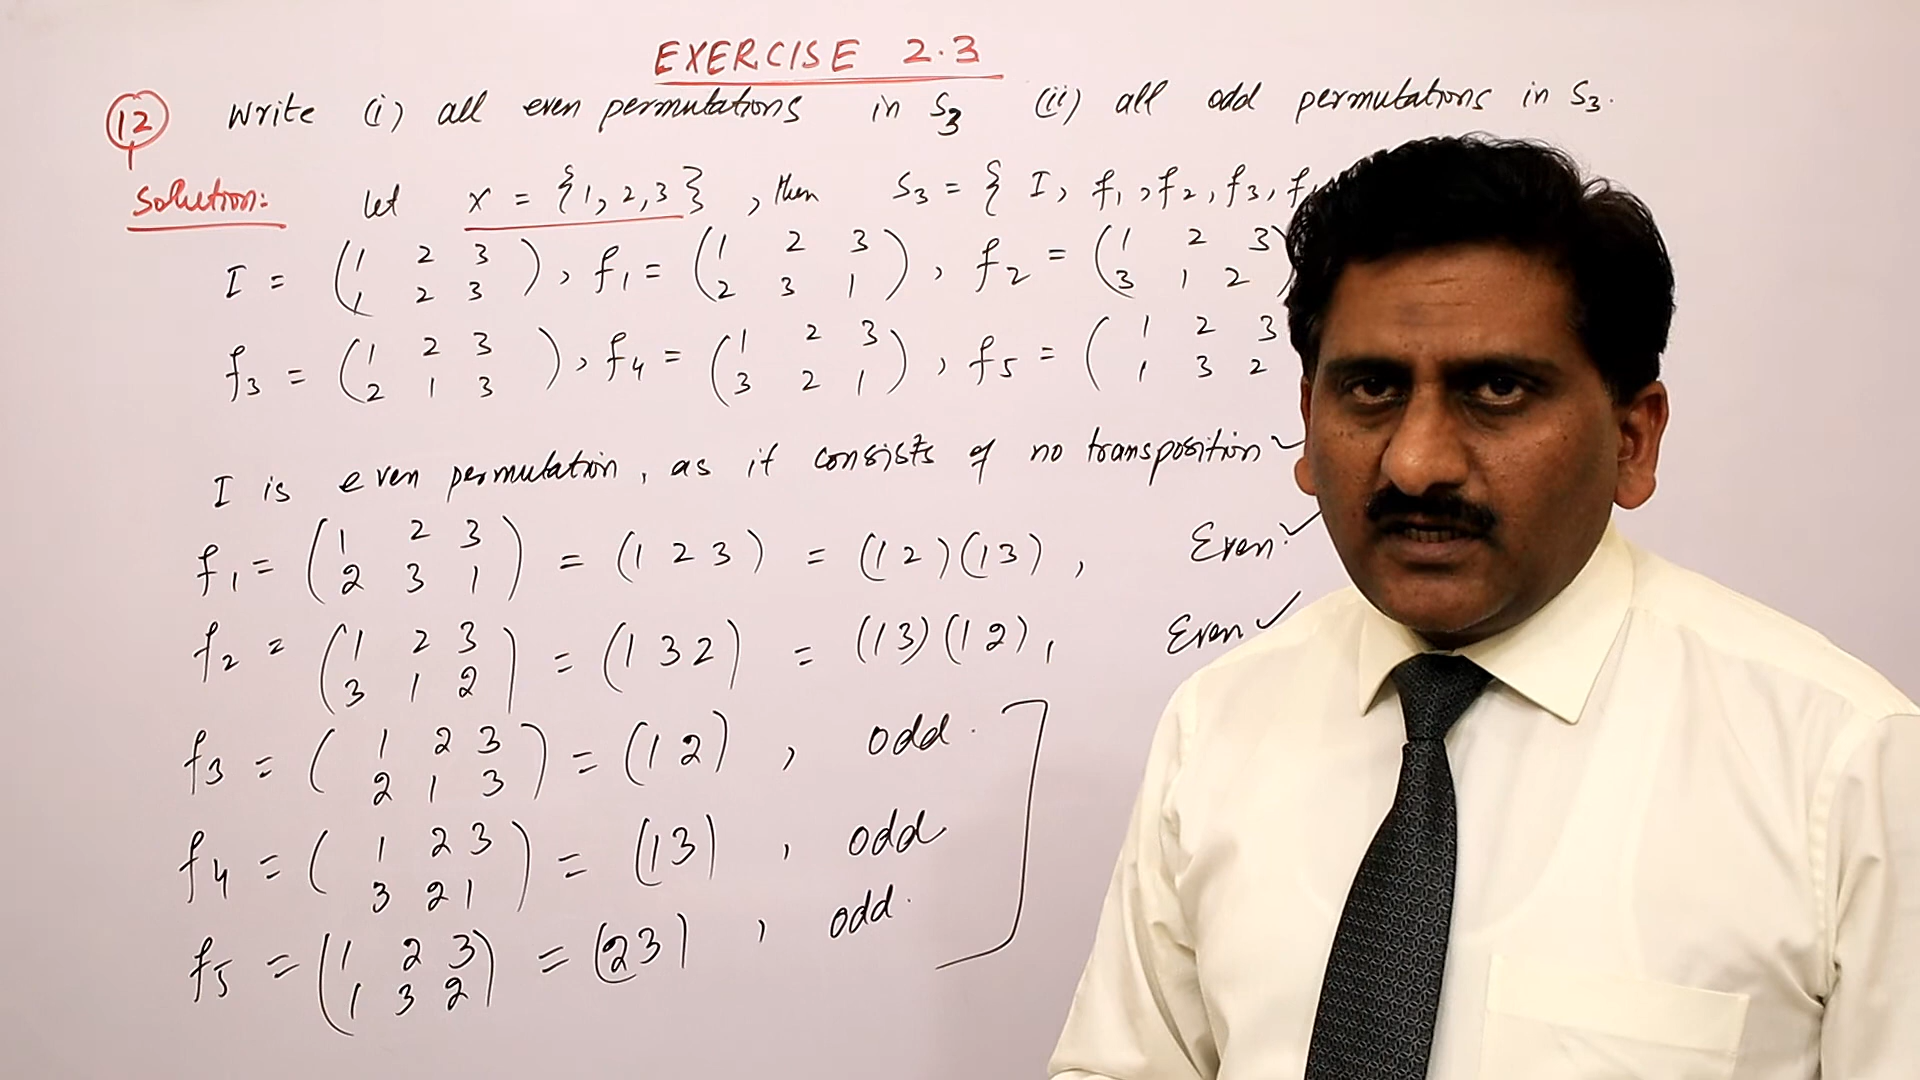 EXERCISE 2.3
12 Write (i) all even permutations in S3 (ii) all odd permutations in S3.
Solution: Let X = {1, 2, 3}, then S3 = { I, f1, f2, f3,
I = (1 2 3 / 1 2 3), f1 = (1 2 3 / 2 3 1), f2 = (1 2 3 / 3 1 2)
f3 = (1 2 3 / 2 1 3), f4 = (1 2 3 / 3 2 1), f5 = (1 2 3 / 1 3 2
I is even permutation, as it consists of no transposition ✓
f1 = (1 2 3 / 2 3 1) = (1 2 3) = (1 2)(1 3), Even. ✓
f2 = (1 2 3 / 3 1 2) = (1 3 2) = (1 3)(1 2), Even ✓
f3 = (1 2 3 / 2 1 3) = (1 2), odd.
f4 = (1 2 3 / 3 2 1) = (1 3), odd
f5 = (1 2 3 / 1 3 2) = (2 3), odd.